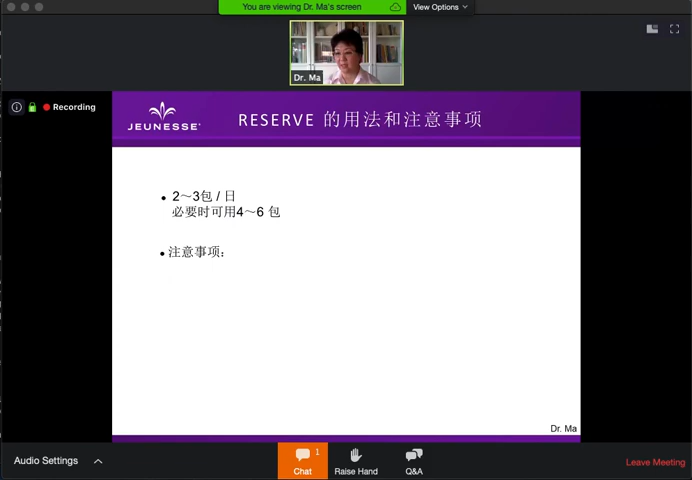 You are viewing Dr. Ma's screen
View Options
Dr. Ma
Recording
JEUNESSE
RESERVE 的用法和注意事项
• 2～3包 / 日
必要时可用4～6 包
• 注意事项:
Dr. Ma
Audio Settings
Chat
1
Raise Hand
Q&A
Leave Meeting